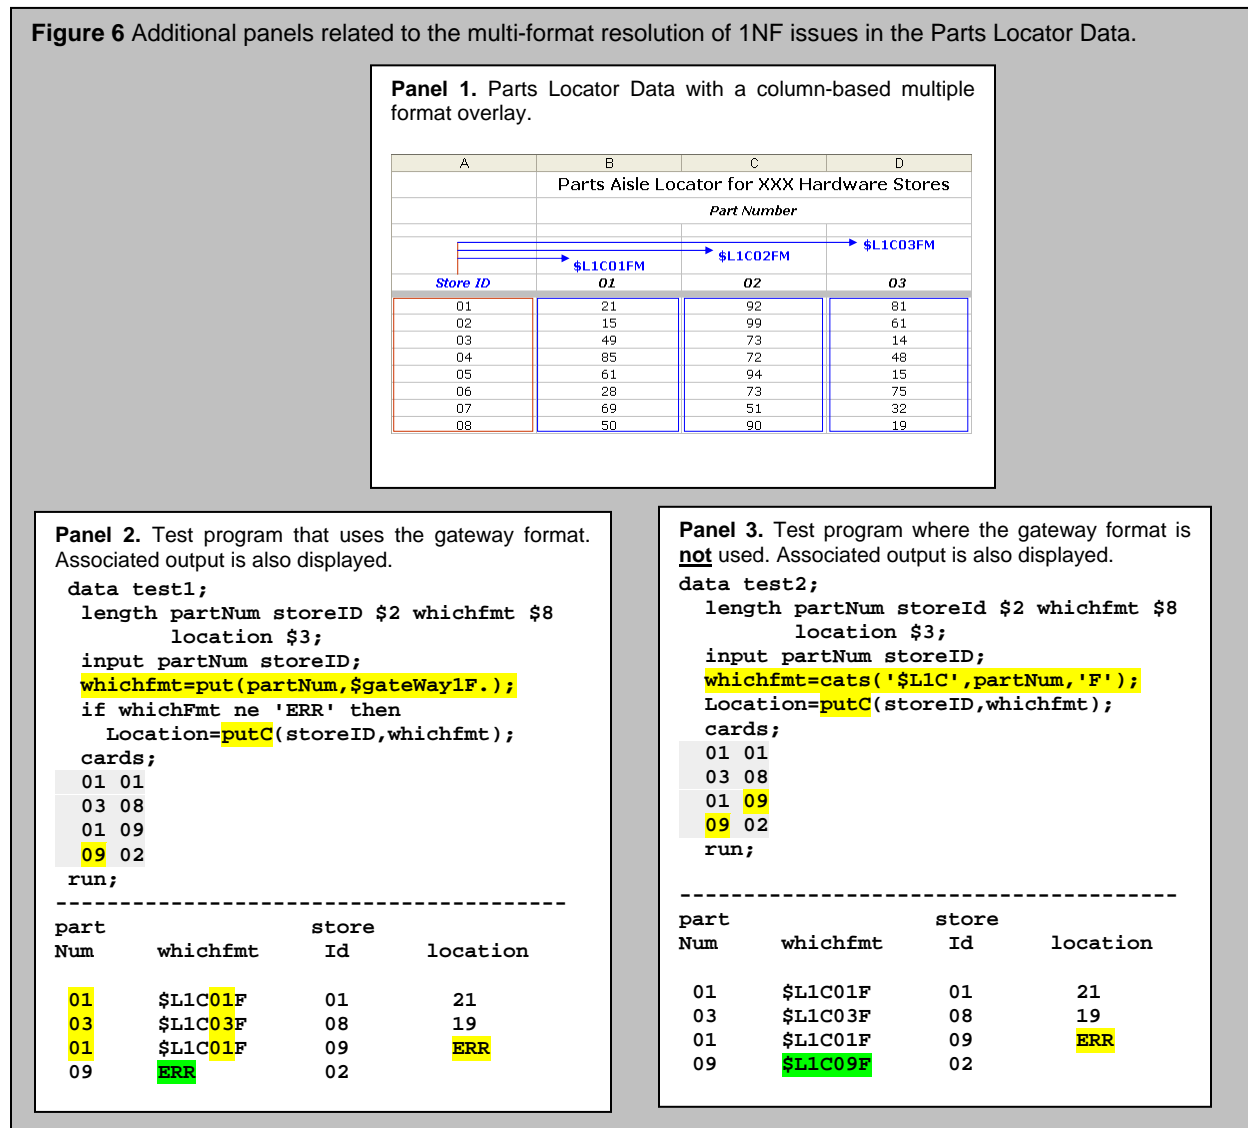 Figure 6 Additional panels related to the multi-format resolution of 1NF issues in the Parts Locator Data.
Panel 1. Parts Locator Data with a column-based multiple
format overlay.
A B C D
Parts Aisle Locator for XXX Hardware Stores
Part Number
$L1C01FM $L1C02FM $L1C03FM
Store ID 01 02 03
01 21 92 81
02 15 99 61
03 49 73 14
04 85 72 48
05 61 94 15
06 28 73 75
07 69 51 32
08 50 90 19
Panel 2. Test program that uses the gateway format.
Associated output is also displayed.
data test1;
length partNum storeID $2 whichfmt $8
location $3;
input partNum storeID;
whichfmt=put(partNum,$gateWay1F.);
if whichFmt ne 'ERR' then
Location=putC(storeID,whichfmt);
cards;
01 01
03 08
01 09
09 02
run;
----------------------------------------
part store
Num whichfmt Id location
01 $L1C01F 01 21
03 $L1C03F 08 19
01 $L1C01F 09 ERR
09 ERR 02
Panel 3. Test program where the gateway format is
not used. Associated output is also displayed.
data test2;
length partNum storeId $2 whichfmt $8
location $3;
input partNum storeID;
whichfmt=cats('$L1C',partNum,'F');
Location=putC(storeID,whichfmt);
cards;
01 01
03 08
01 09
09 02
run;
---------------------------------------
part store
Num whichfmt Id location
01 $L1C01F 01 21
03 $L1C03F 08 19
01 $L1C01F 09 ERR
09 $L1C09F 02